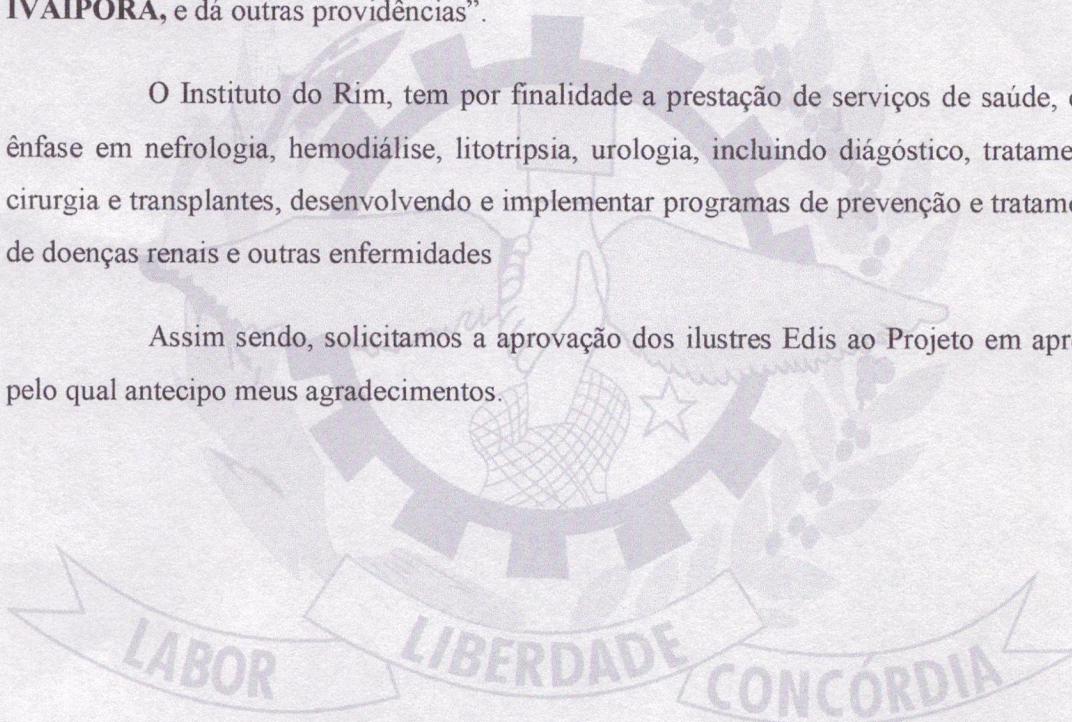 IVAIPORÃ, e dá outras providências”.
O Instituto do Rim, tem por finalidade a prestação de serviços de saúde,
ênfase em nefrologia, hemodiálise, litotripsia, urologia, incluindo diágóstico, tratame
cirurgia e transplantes, desenvolvendo e implementar programas de prevenção e tratame
de doenças renais e outras enfermidades
Assim sendo, solicitamos a aprovação dos ilustres Edis ao Projeto em apre
pelo qual antecipo meus agradecimentos.
LABOR
LIBERDADE
CONCÓRDIA